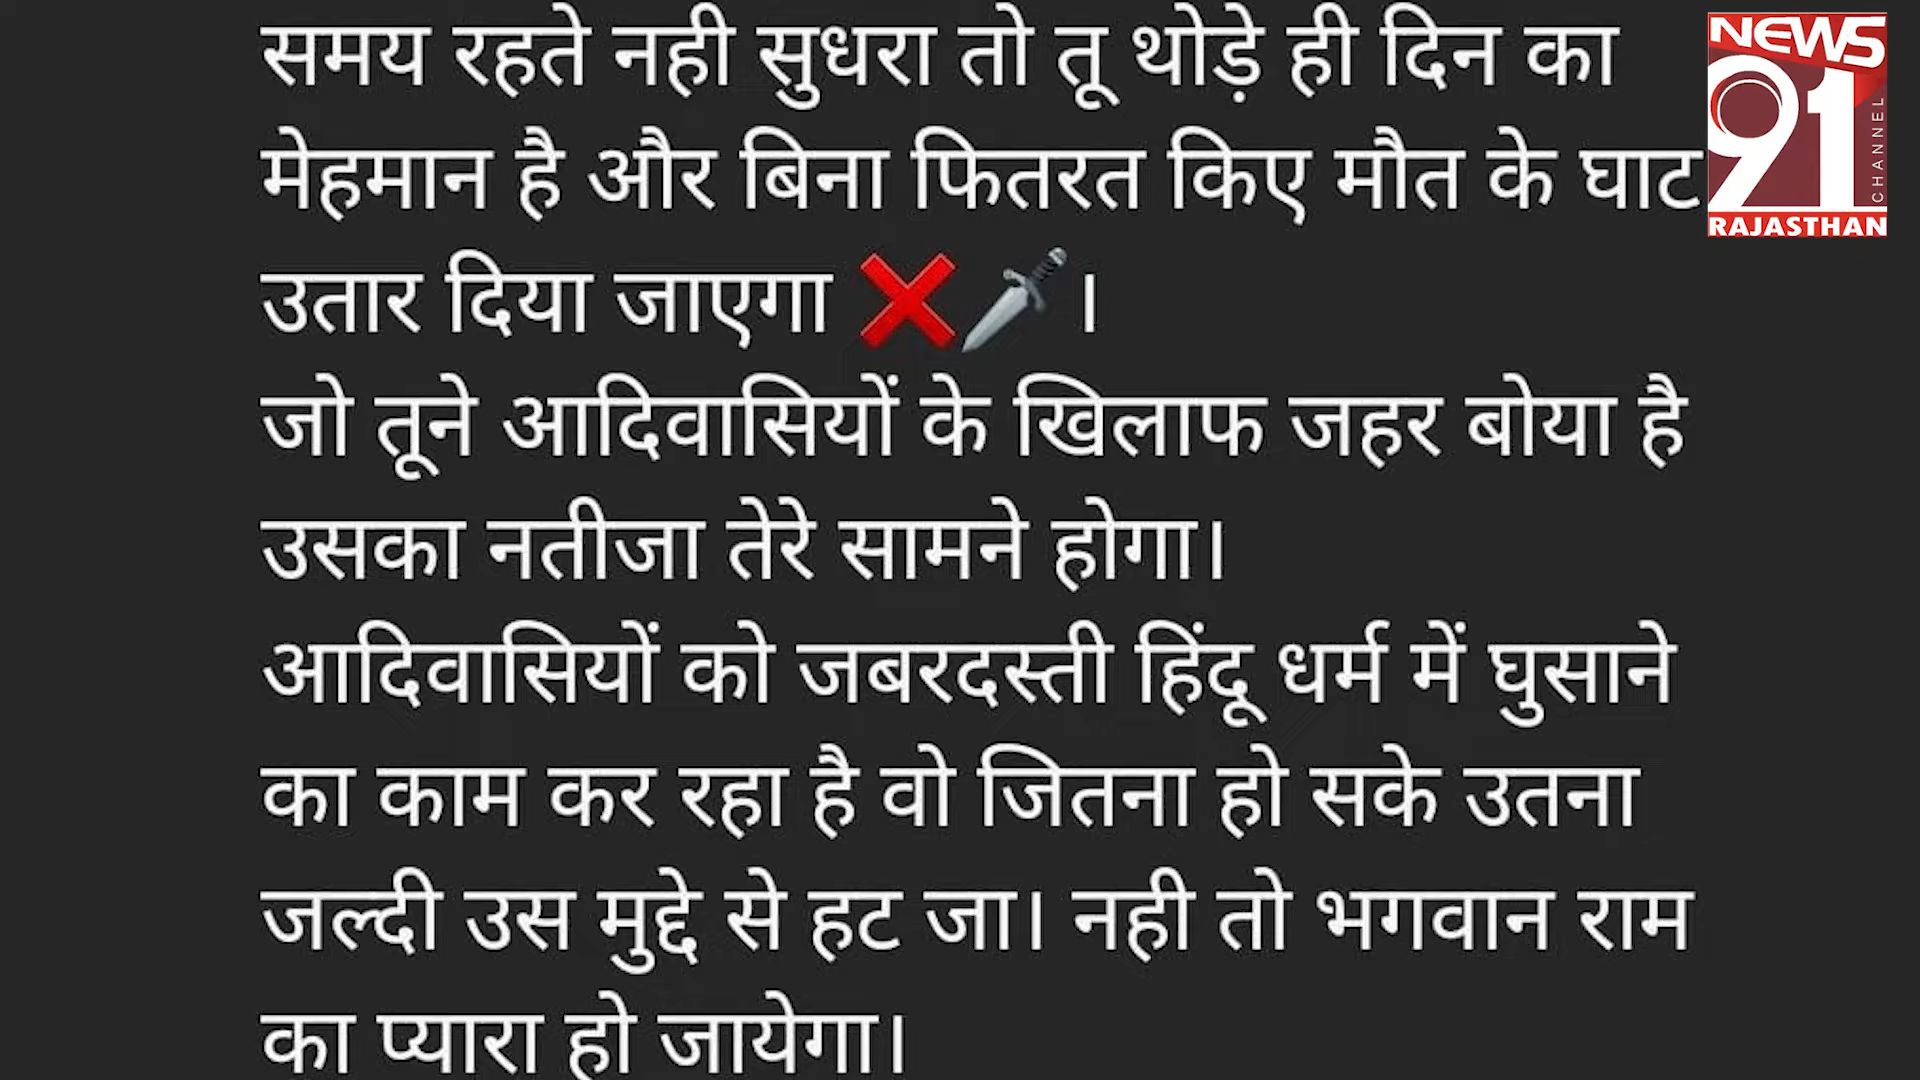 समय रहते नही सुधरा तो तू थोड़े ही दिन का
मेहमान है और बिना फितरत किए मौत के घाट
उतार दिया जाएगा ❌🗡️।
जो तूने आदिवासियों के खिलाफ जहर बोया है
उसका नतीजा तेरे सामने होगा।
आदिवासियों को जबरदस्ती हिंदू धर्म में घुसाने
का काम कर रहा है वो जितना हो सके उतना
जल्दी उस मुद्दे से हट जा। नही तो भगवान राम
का प्यारा हो जायेगा।
NEWS
91
CHANNEL
RAJASTHAN